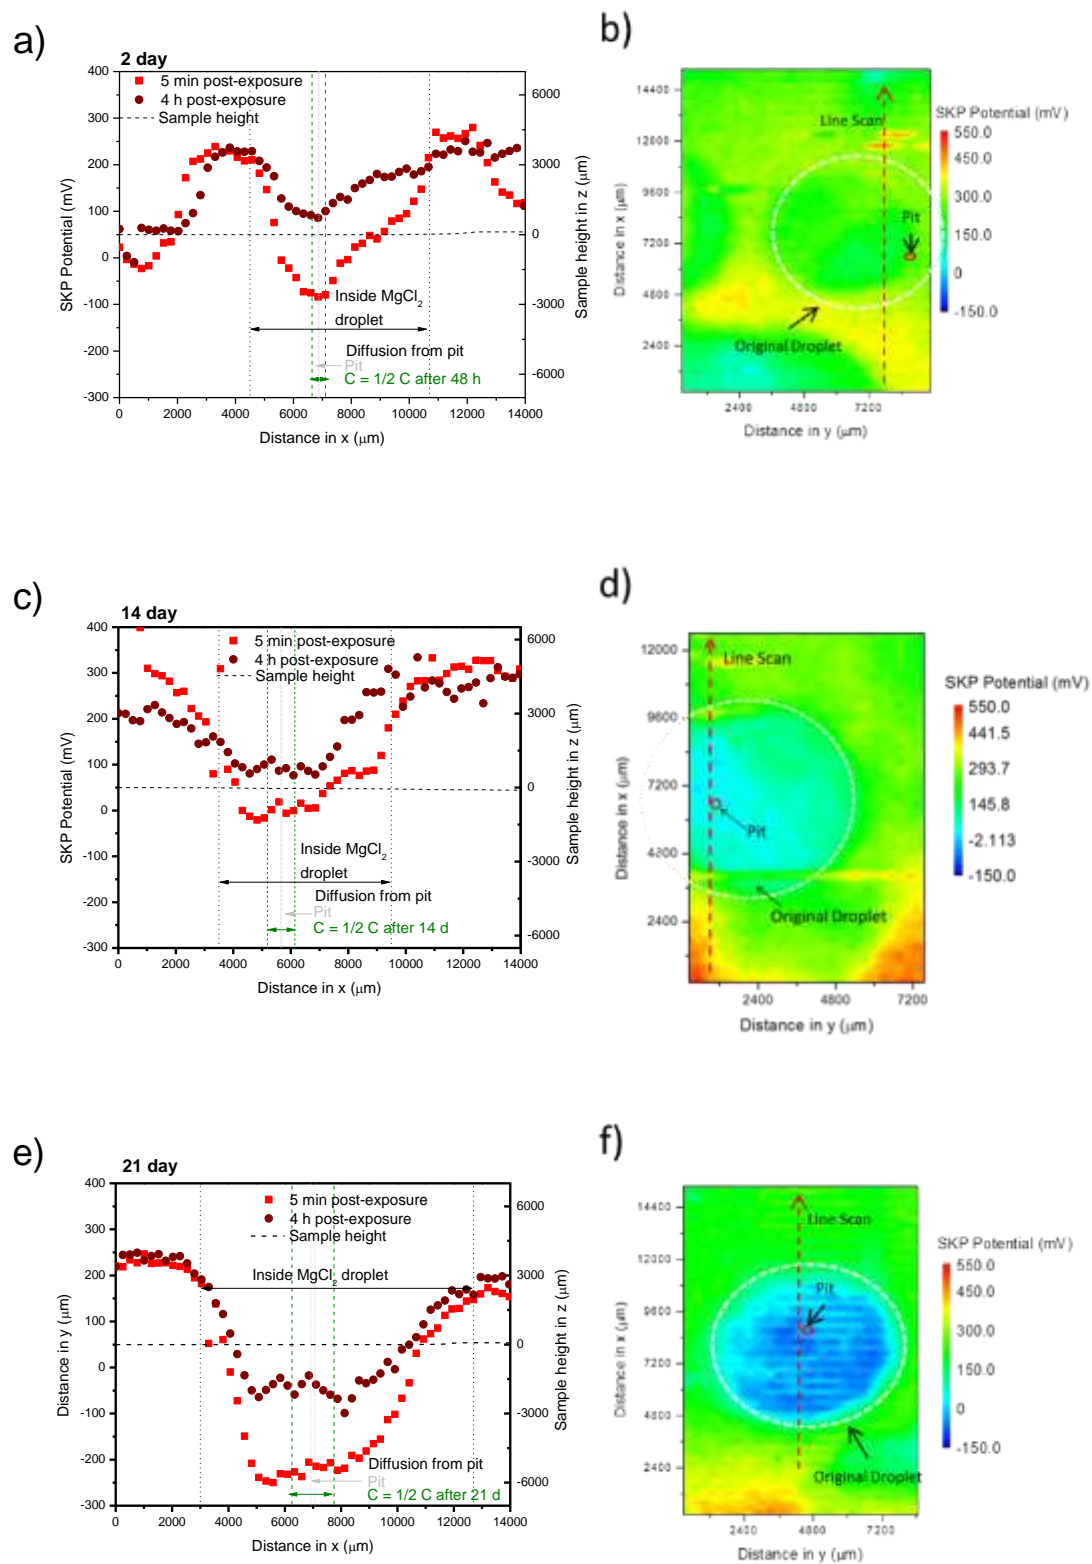 a)
2 day
400
300
200
100
0
-100
-200
-300
SKP Potential (mV)
5 min post-exposure
4 h post-exposure
Sample height
Inside MgCl2
droplet
Diffusion from pit
Pit
C = 1/2 C after 48 h
6000
3000
0
-3000
-6000
Sample height in z (µm)
0 2000 4000 6000 8000 10000 12000 14000
Distance in x (µm)
b)
14400
12000
9600
7200
4800
2400
Distance in x (µm)
Line Scan
Pit
Original Droplet
2400 4800 7200
Distance in y (µm)
SKP Potential (mV)
550.0
450.0
300.0
150.0
0
-150.0
c)
14 day
400
300
200
100
0
-100
-200
-300
SKP Potential (mV)
5 min post-exposure
4 h post-exposure
Sample height
Inside MgCl2
droplet
Diffusion from pit
Pit
C = 1/2 C after 14 d
6000
3000
0
-3000
-6000
Sample height in z (µm)
0 2000 4000 6000 8000 10000 12000 14000
Distance in x (µm)
d)
12000
9600
7200
4800
2400
Distance in x (µm)
Line Scan
Pit
Original Droplet
2400 4800 7200
Distance in y (µm)
SKP Potential (mV)
550.0
441.5
293.7
145.8
-2.113
-150.0
e)
21 day
400
300
200
100
0
-100
-200
-300
Distance in y (µm)
5 min post-exposure
4 h post-exposure
Sample height
Inside MgCl2 droplet
Diffusion from pit
Pit
C = 1/2 C after 21 d
6000
3000
0
-3000
-6000
Sample height in z (µm)
0 2000 4000 6000 8000 10000 12000 14000
Distance in x (µm)
f)
14400
12000
9600
7200
4800
2400
Distance in x (µm)
Line Scan
Pit
Original Droplet
2400 4800 7200
Distance in y (µm)
SKP Potential (mV)
550.0
450.0
300.0
150.0
0
-150.0